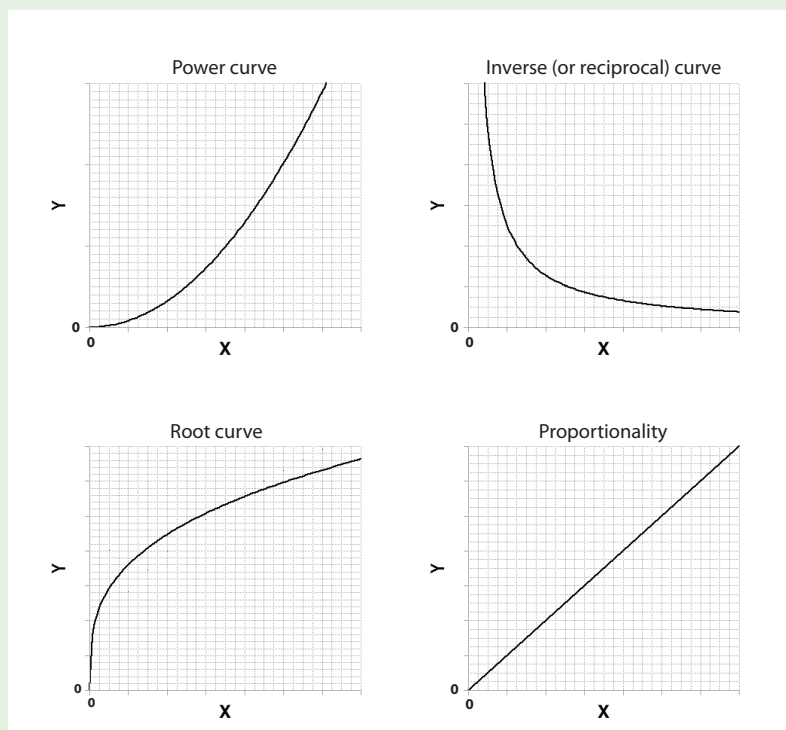 Power curve
Y
0
0
X
Inverse (or reciprocal) curve
Y
0
0
X
Root curve
Y
0
0
X
Proportionality
Y
0
0
X